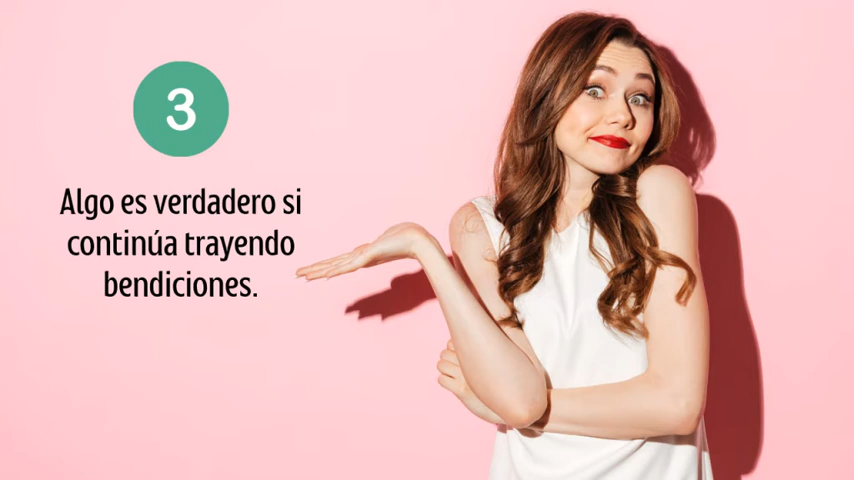 3
Algo es verdadero si
continúa trayendo
bendiciones.